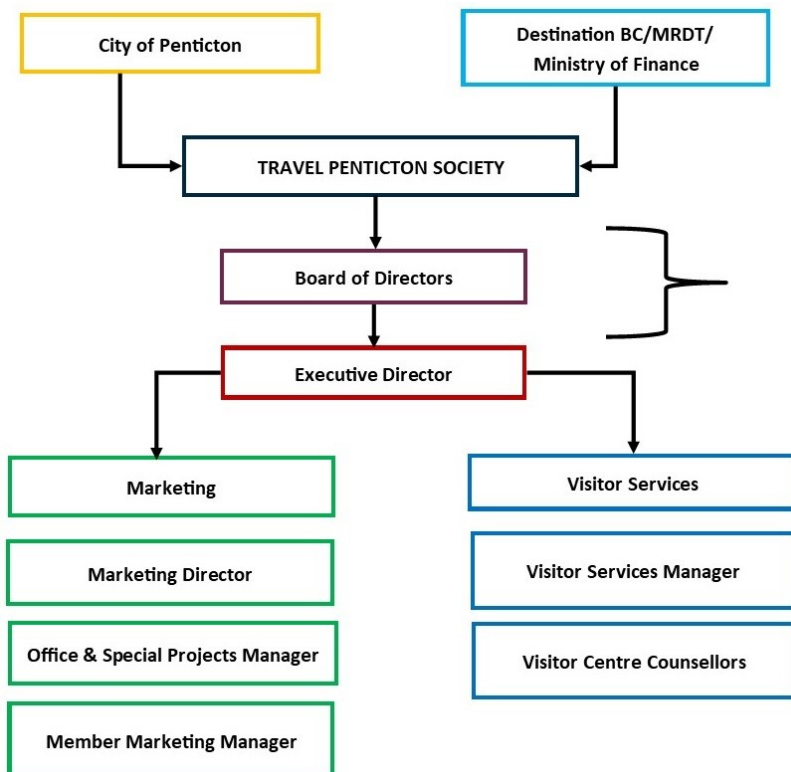 City of Penticton
Destination BC/MRDT/
Ministry of Finance
TRAVEL PENTICTON SOCIETY
Board of Directors
Executive Director
Marketing
Visitor Services
Marketing Director
Visitor Services Manager
Office & Special Projects Manager
Visitor Centre Counsellors
Member Marketing Manager